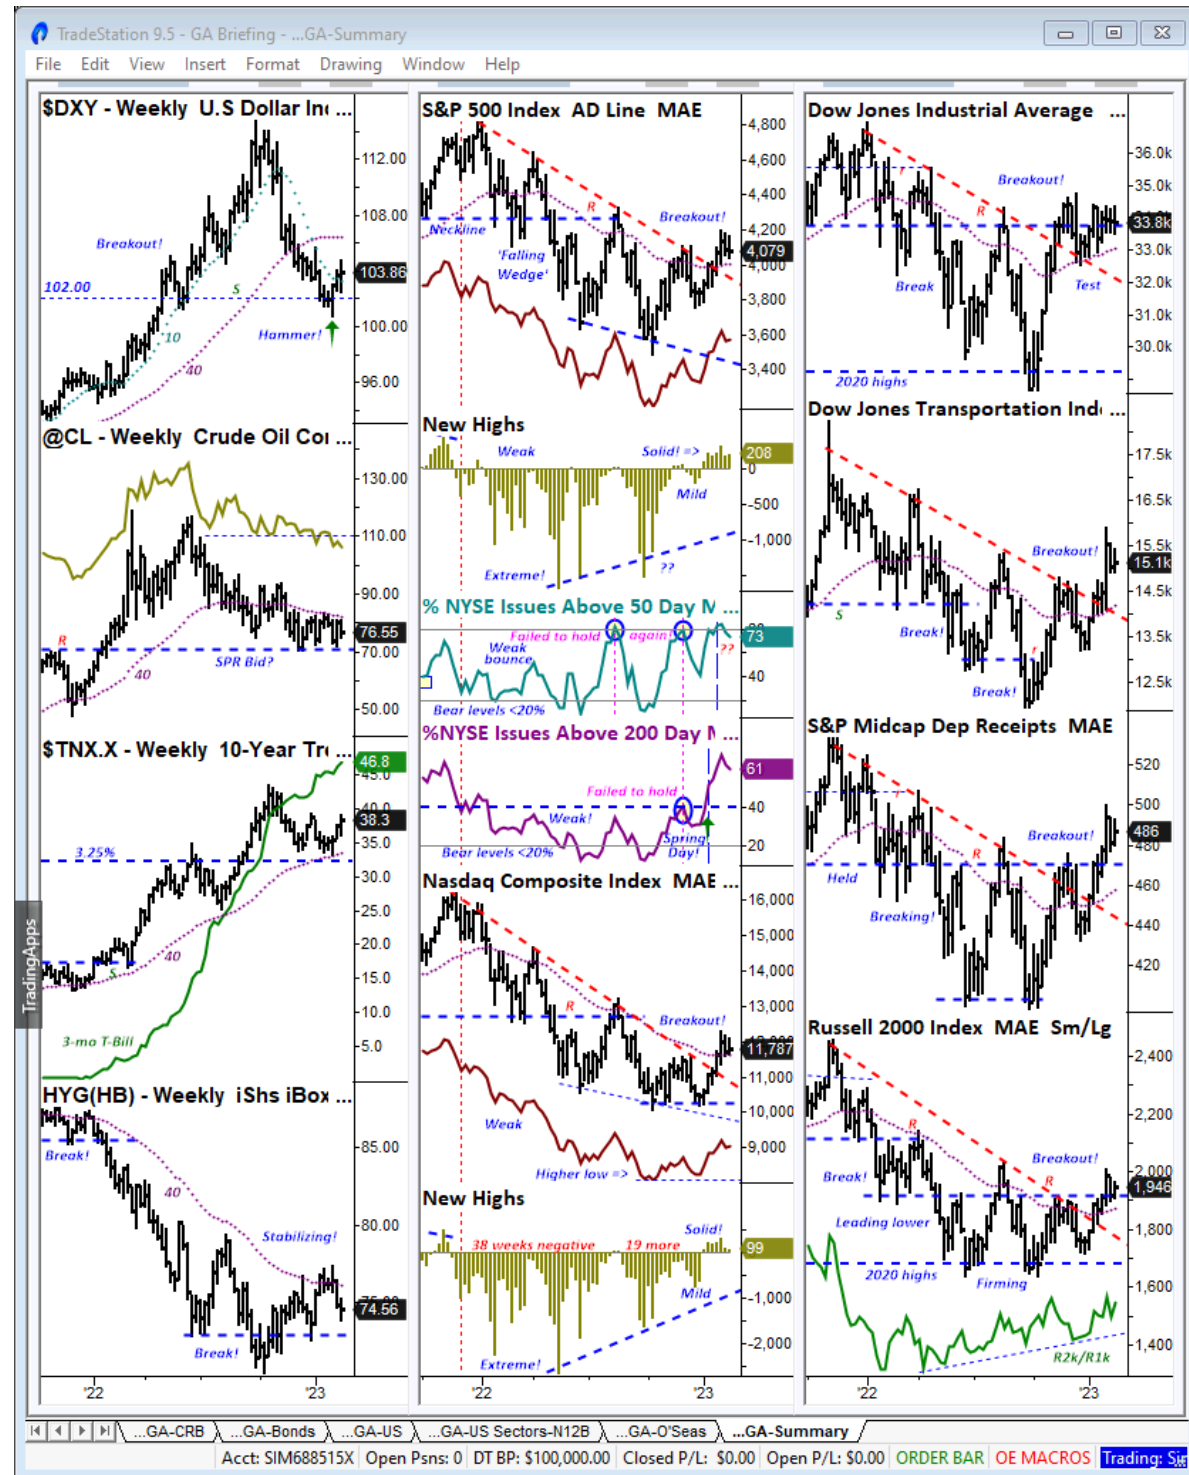 TradeStation 9.5 - GA Briefing - ...GA-Summary
File Edit View Insert Format Drawing Window Help
$DXY - Weekly U.S Dollar Inc ...
112.00
108.00
Breakout!
103.86
102.00
S
Hammer!
100.00
10
40
96.00
@CL - Weekly Crude Oil Cor ...
130.00
110.00
90.00
R
76.55
70.00
SPR Bid?
40
50.00
$TNX.X - Weekly 10-Year Tre ...
46.8
45.0
40.0
38.3
3.25%
30.0
25.0
20.0
40
S
15.0
10.0
3-mo T-Bill
5.0
HYG(HB) - Weekly iShs iBox ...
85.00
Break!
40
80.00
Stabilizing!
74.56
Break!
'22 '23
S&P 500 Index AD Line MAE
4,800
4,600
4,400
R
Breakout!
4,200
Neckline
4,079
'Falling
Wedge'
4,000
3,800
3,600
3,400
New Highs
Weak
Solid! =>
208
0
Mild
-500
-1,000
Extreme!
??
% NYSE Issues Above 50 Day M ...
Failed to hold again!
73
Weak
bounce
??
40
Bear levels <20%
%NYSE Issues Above 200 Day M ...
61
Failed to hold
40
Weak!
Spring
Day!
Bear levels <20%
20
Nasdaq Composite Index MAE ...
16,000
15,000
14,000
R
13,000
Breakout!
11,787
11,000
10,000
Weak
9,000
Higher low =>
New Highs
Solid!
38 weeks negative 19 more
99
Mild
-1,000
-2,000
Extreme!
'22 '23
Dow Jones Industrial Average ...
36.0k
r
Breakout!
35.0k
R
33.8k
33.0k
Break
Test
32.0k
31.0k
30.0k
2020 highs
Dow Jones Transportation Inde ...
17.5k
16.5k
Breakout!
15.5k
15.1k
14.5k
S
Break!
13.5k
r
Break!
12.5k
S&P Midcap Dep Receipts MAE
520
r
500
Breakout!
486
480
R
Held
460
Breaking!
440
420
Russell 2000 Index MAE Sm/Lg
2,400
2,200
R
Breakout!
2,000
Break!
R
1,946
Leading lower
1,800
2020 highs
Firming
1,600
1,400
R2k/R1k
'22 '23
TradingApps
...GA-CRB ...GA-Bonds ...GA-US ...GA-US Sectors-N12B ...GA-O'Seas ...GA-Summary
Acct: SIM688515X Open Psns: 0 DT BP: $100,000.00 Closed P/L: $0.00 Open P/L: $0.00 ORDER BAR OE MACROS Trading: